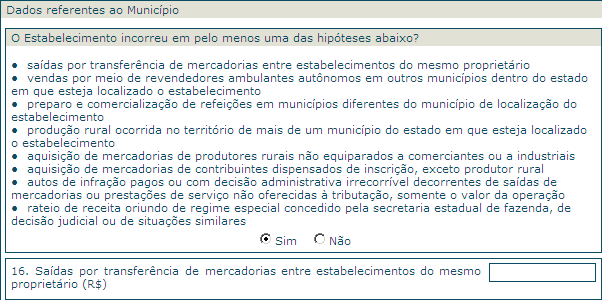 Dados referentes ao Município
O Estabelecimento incorreu em pelo menos uma das hipóteses abaixo?
● saídas por transferência de mercadorias entre estabelecimentos do mesmo proprietário
● vendas por meio de revendedores ambulantes autônomos em outros municípios dentro do estado
em que esteja localizado o estabelecimento
● preparo e comercialização de refeições em municípios diferentes do município de localização do
estabelecimento
● produção rural ocorrida no território de mais de um município do estado em que esteja localizado
o estabelecimento
● aquisição de mercadorias de produtores rurais não equiparados a comerciantes ou a industriais
● aquisição de mercadorias de contribuintes dispensados de inscrição, exceto produtor rural
● autos de infração pagos ou com decisão administrativa irrecorrível decorrentes de saídas de
mercadorias ou prestações de serviço não oferecidas à tributação, somente o valor da operação
● rateio de receita oriundo de regime especial concedido pela secretaria estadual de fazenda, de
decisão judicial ou de situações similares
Sim Não
16. Saídas por transferência de mercadorias entre estabelecimentos do mesmo
proprietário (R$)